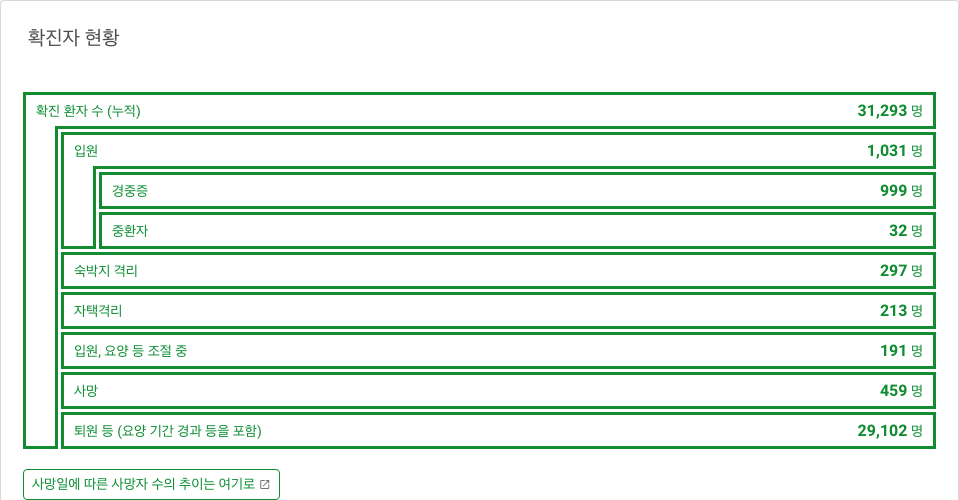 확진자 현황
확진 환자 수 (누적) 31,293 명
입원 1,031 명
경중증 999 명
중환자 32 명
숙박지 격리 297 명
자택격리 213 명
입원, 요양 등 조절 중 191 명
사망 459 명
퇴원 등 (요양 기간 경과 등을 포함) 29,102 명
사망일에 따른 사망자 수의 추이는 여기로